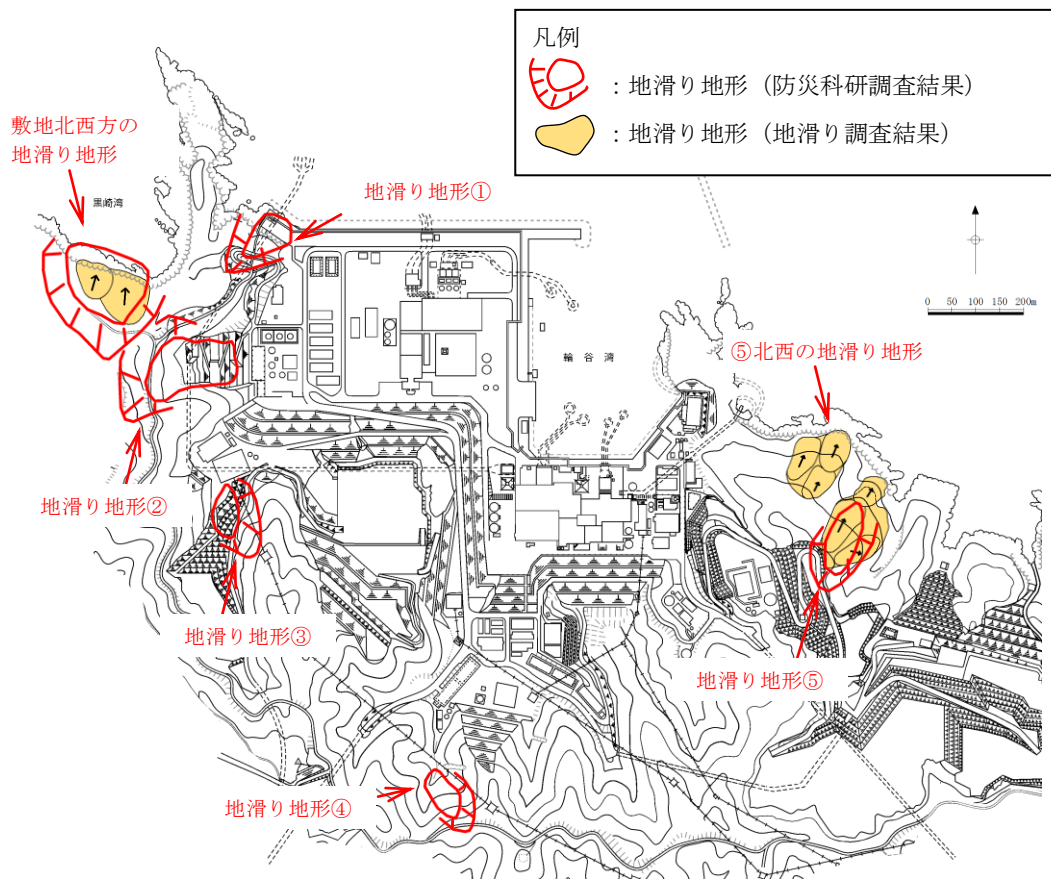 凡例
：地滑り地形（防災科研調査結果）
：地滑り地形（地滑り調査結果）
敷地北西方の
地滑り地形
黒崎湾
地滑り地形①
0 50 100 150 200m
⑤北西の地滑り地形
輪谷湾
地滑り地形②
地滑り地形③
地滑り地形⑤
地滑り地形④